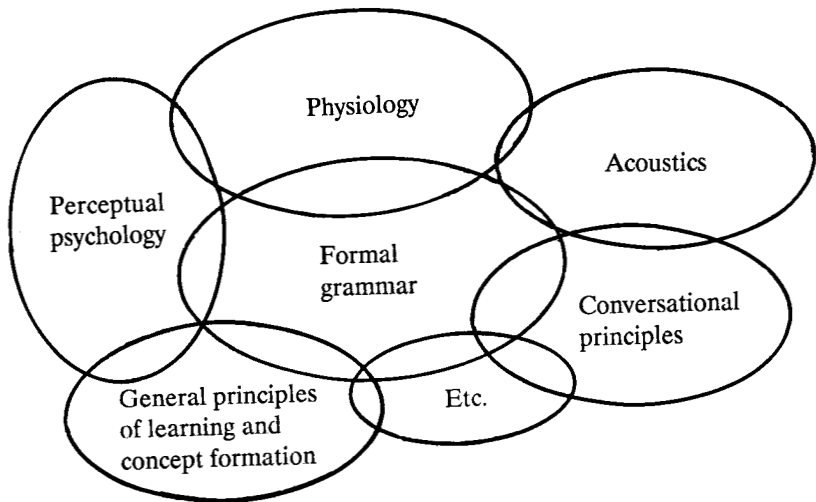 Physiology
Acoustics
Perceptual
psychology
Formal
grammar
Conversational
principles
General principles
of learning and
concept formation
Etc.